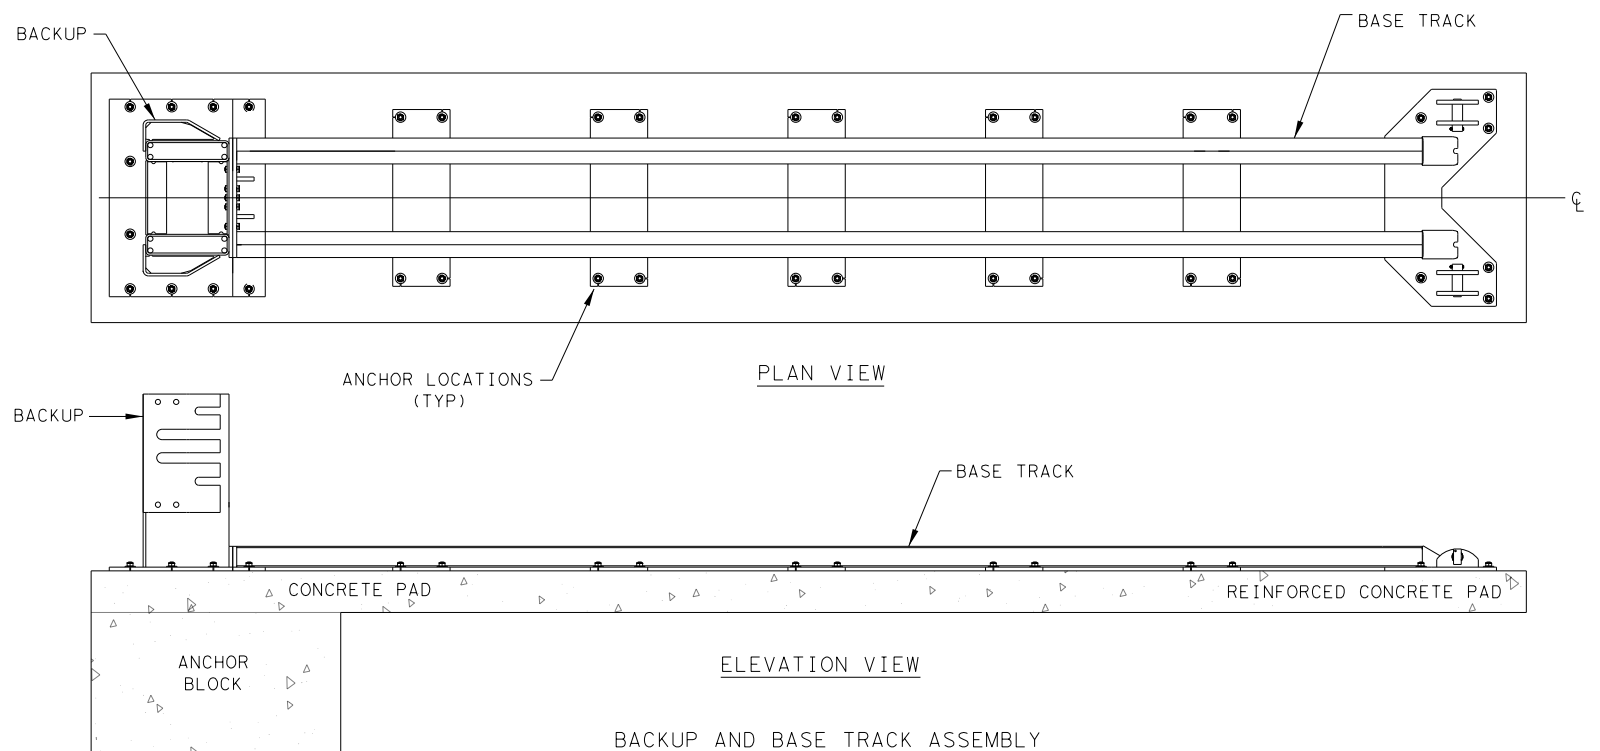 BACKUP
BASE TRACK
℄
ANCHOR LOCATIONS
(TYP)
PLAN VIEW
BACKUP
BASE TRACK
CONCRETE PAD
REINFORCED CONCRETE PAD
ANCHOR
BLOCK
ELEVATION VIEW
BACKUP AND BASE TRACK ASSEMBLY